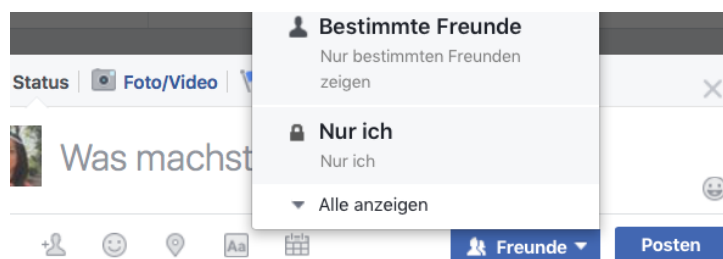 Bestimmte Freunde
Nur bestimmten Freunden
zeigen
Status
Foto/Video
Nur ich
Nur ich
Was machst
Alle anzeigen
Aa
Freunde
Posten